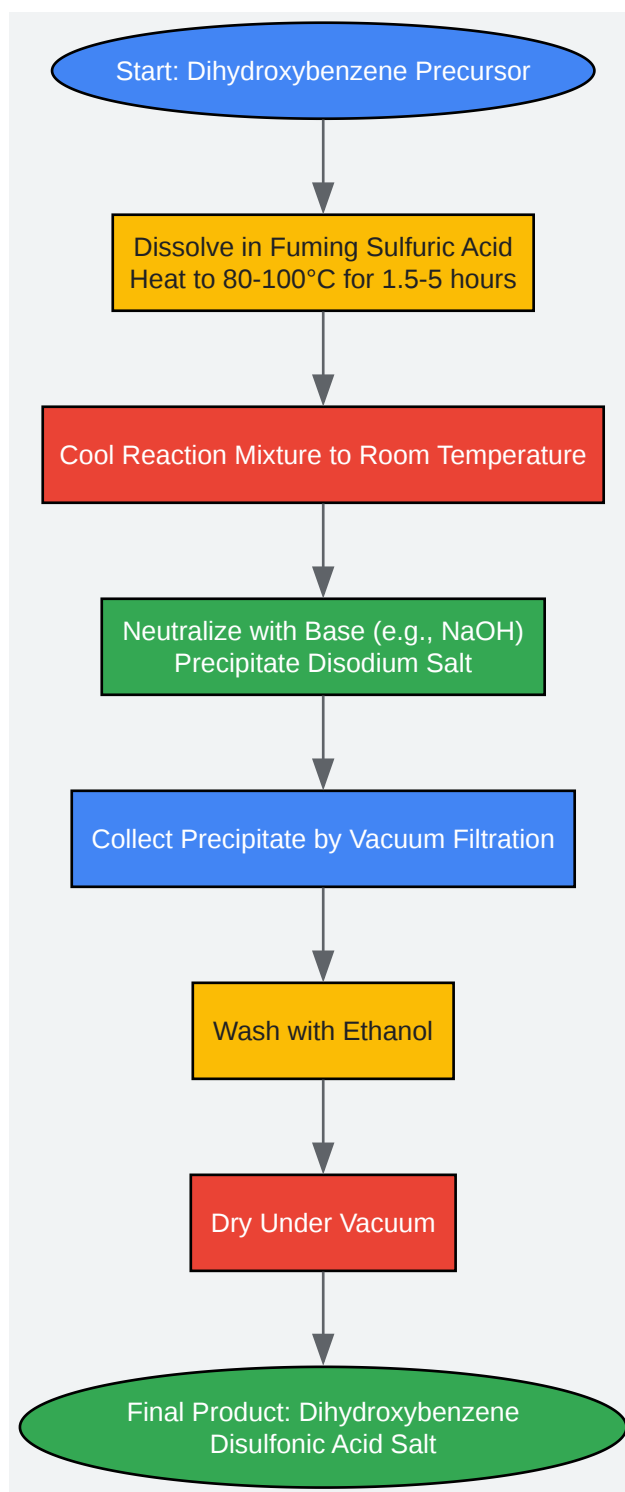 Start: Dihydroxybenzene Precursor
Dissolve in Fuming Sulfuric Acid
Heat to 80-100°C for 1.5-5 hours
Cool Reaction Mixture to Room Temperature
Neutralize with Base (e.g., NaOH)
Precipitate Disodium Salt
Collect Precipitate by Vacuum Filtration
Wash with Ethanol
Dry Under Vacuum
Final Product: Dihydroxybenzene
Disulfonic Acid Salt